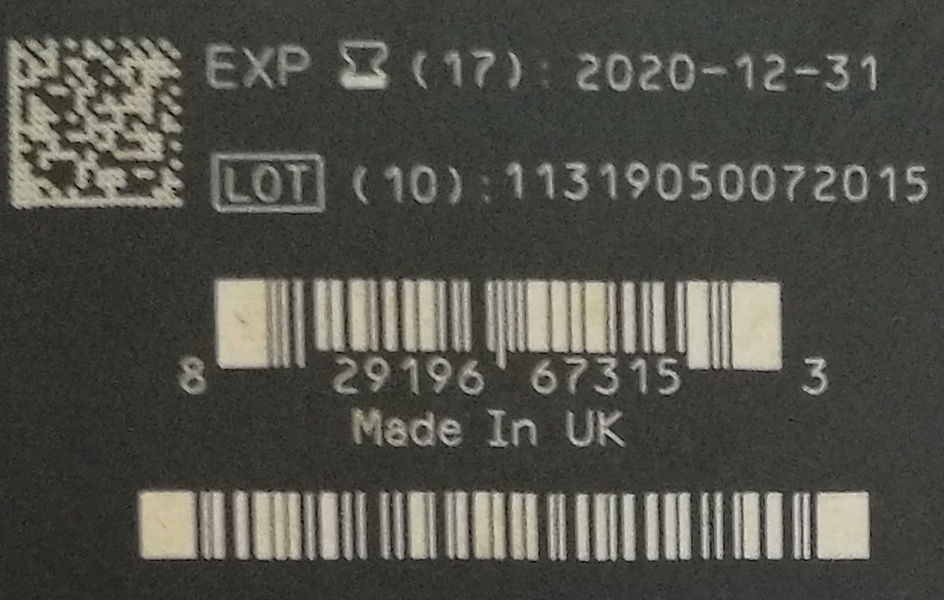 EXP (17): 2020-12-31
LOT (10):11319050072015
8 29196 67315 3
Made In UK